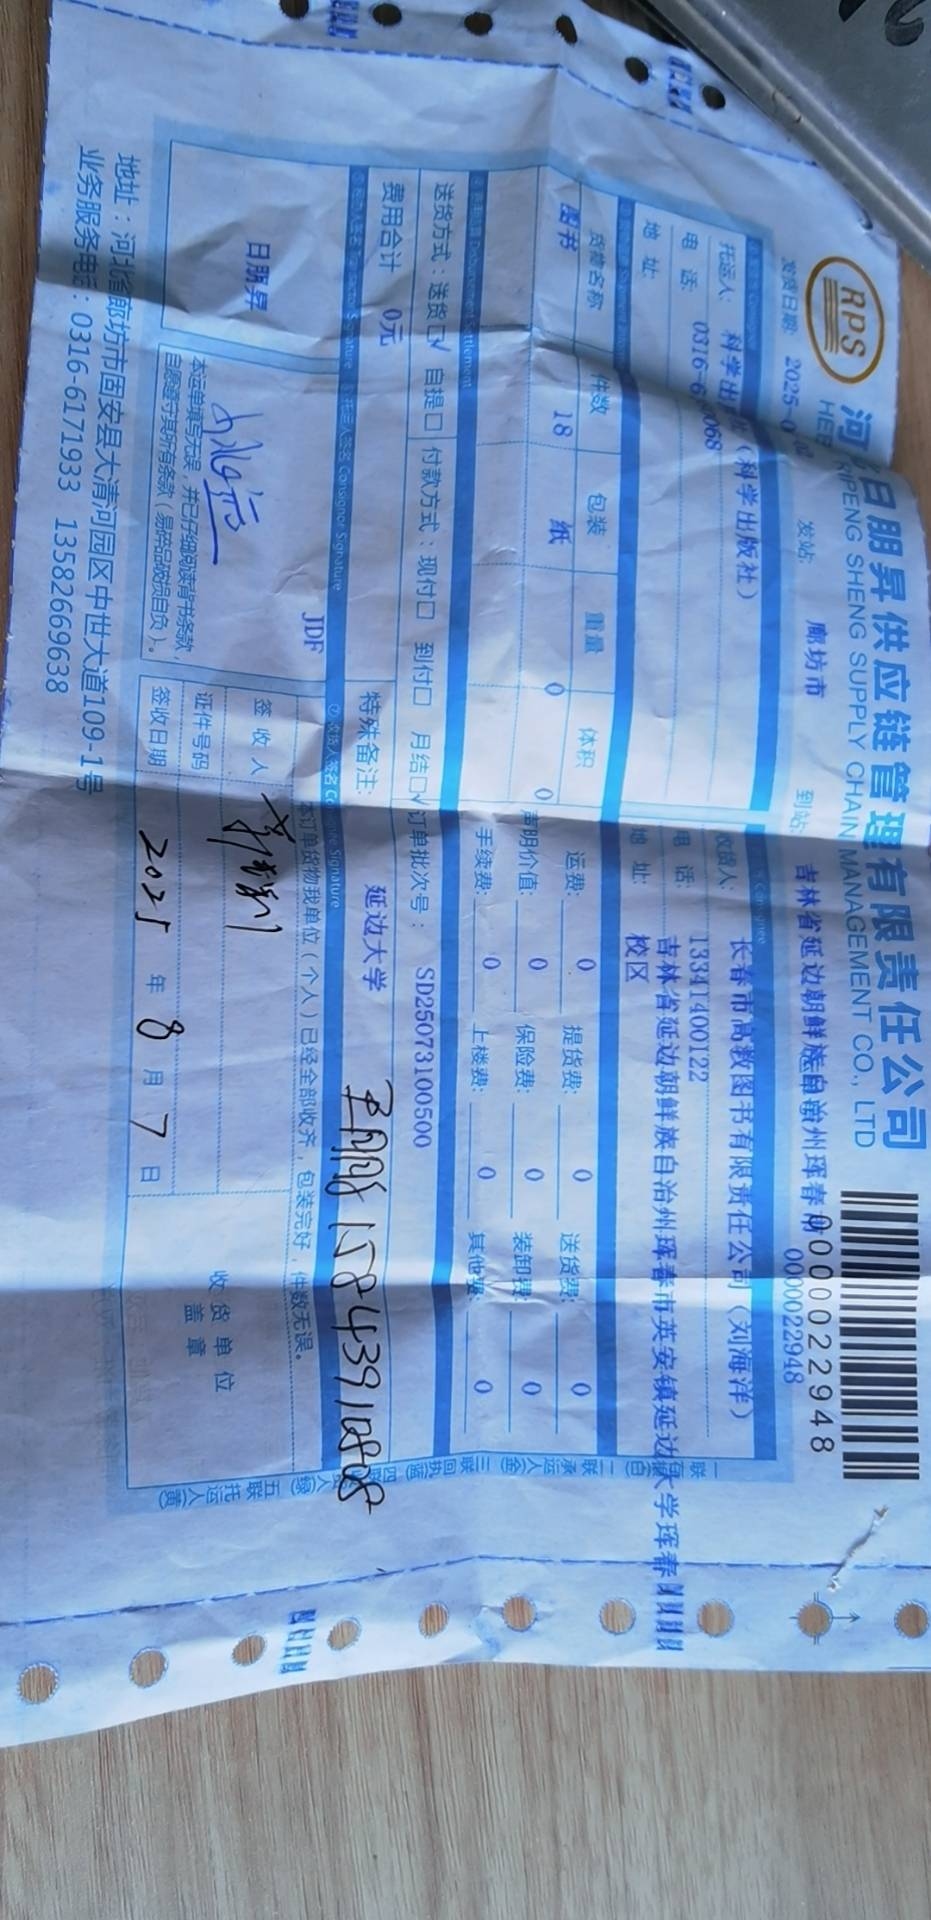 RPS
日朋昇供应链管理有限责任公司
RIPENG SHENG SUPPLY CHAIN MANAGEMENT CO., LTD
0000022948
0000022948
发货日期: 2025-0
发站: 廊坊市
到站: 吉林省延边朝鲜族自治州珲春市
托运人: 科学出 (科学出版社)
收货人: 长春市高教图书有限责任公司 (刘海洋)
电 话: 0316-6 0068
电 话: 13341400122
地 址:
地 址: 吉林省延边朝鲜族自治州珲春市英安镇延边大学珲春
校区
货物名称 件数 包装 重量 体积
图书 18 纸 0 0
运费: 0 提货费: 0 送货费: 0
声明价值: 0 保险费: 0 装卸费: 0
手续费: 0 上楼费: 0 其他费: 0
送货方式:送货□√ 自提□ 付款方式:现付□ 到付□ 月结□√ 订单批次号: SD25073100500
费用合计 0元
特殊备注: 延边大学
15843910808
Consignor Signature
日朋昇
JDF
本运单填写无误,并已仔细阅读背书条款,
自愿遵守其所有条款(易碎品破损自负)。
本订单货物我单位(个人)已经全部收齐,包装完好,件数无误。
签 收 人
证件号码
签收日期 2025 年 8 月 7 日
收 货 单 位
盖 章
地址:河北省廊坊市固安县大清河园区中世大道109-1号
业务服务电话:0316-6171933 13582669638